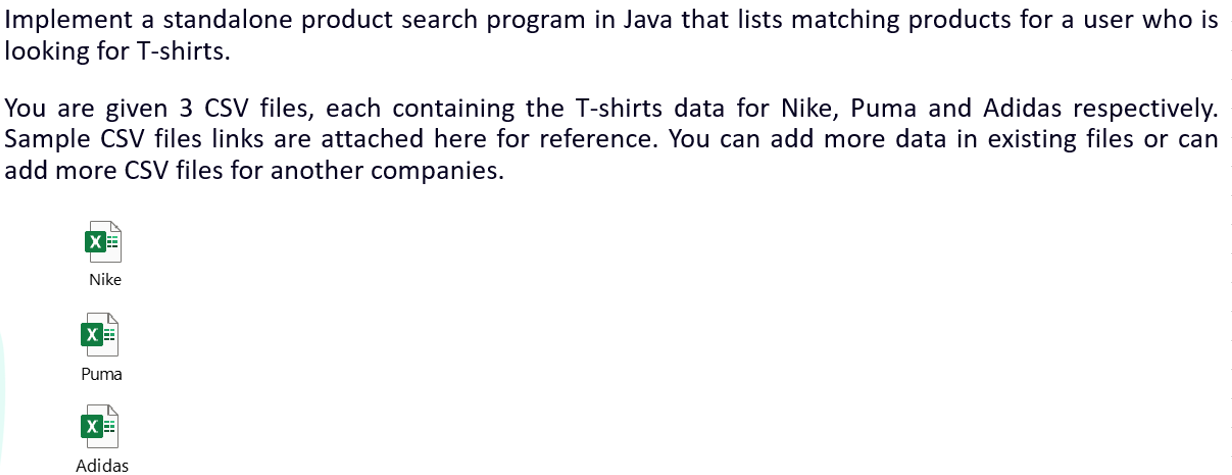 Implement a standalone product search program in Java that lists matching products for a user who is
looking for T-shirts.
You are given 3 CSV files, each containing the T-shirts data for Nike, Puma and Adidas respectively.
Sample CSV files links are attached here for reference. You can add more data in existing files or can
add more CSV files for another companies.
X
Nike
X
Puma
X
Adidas